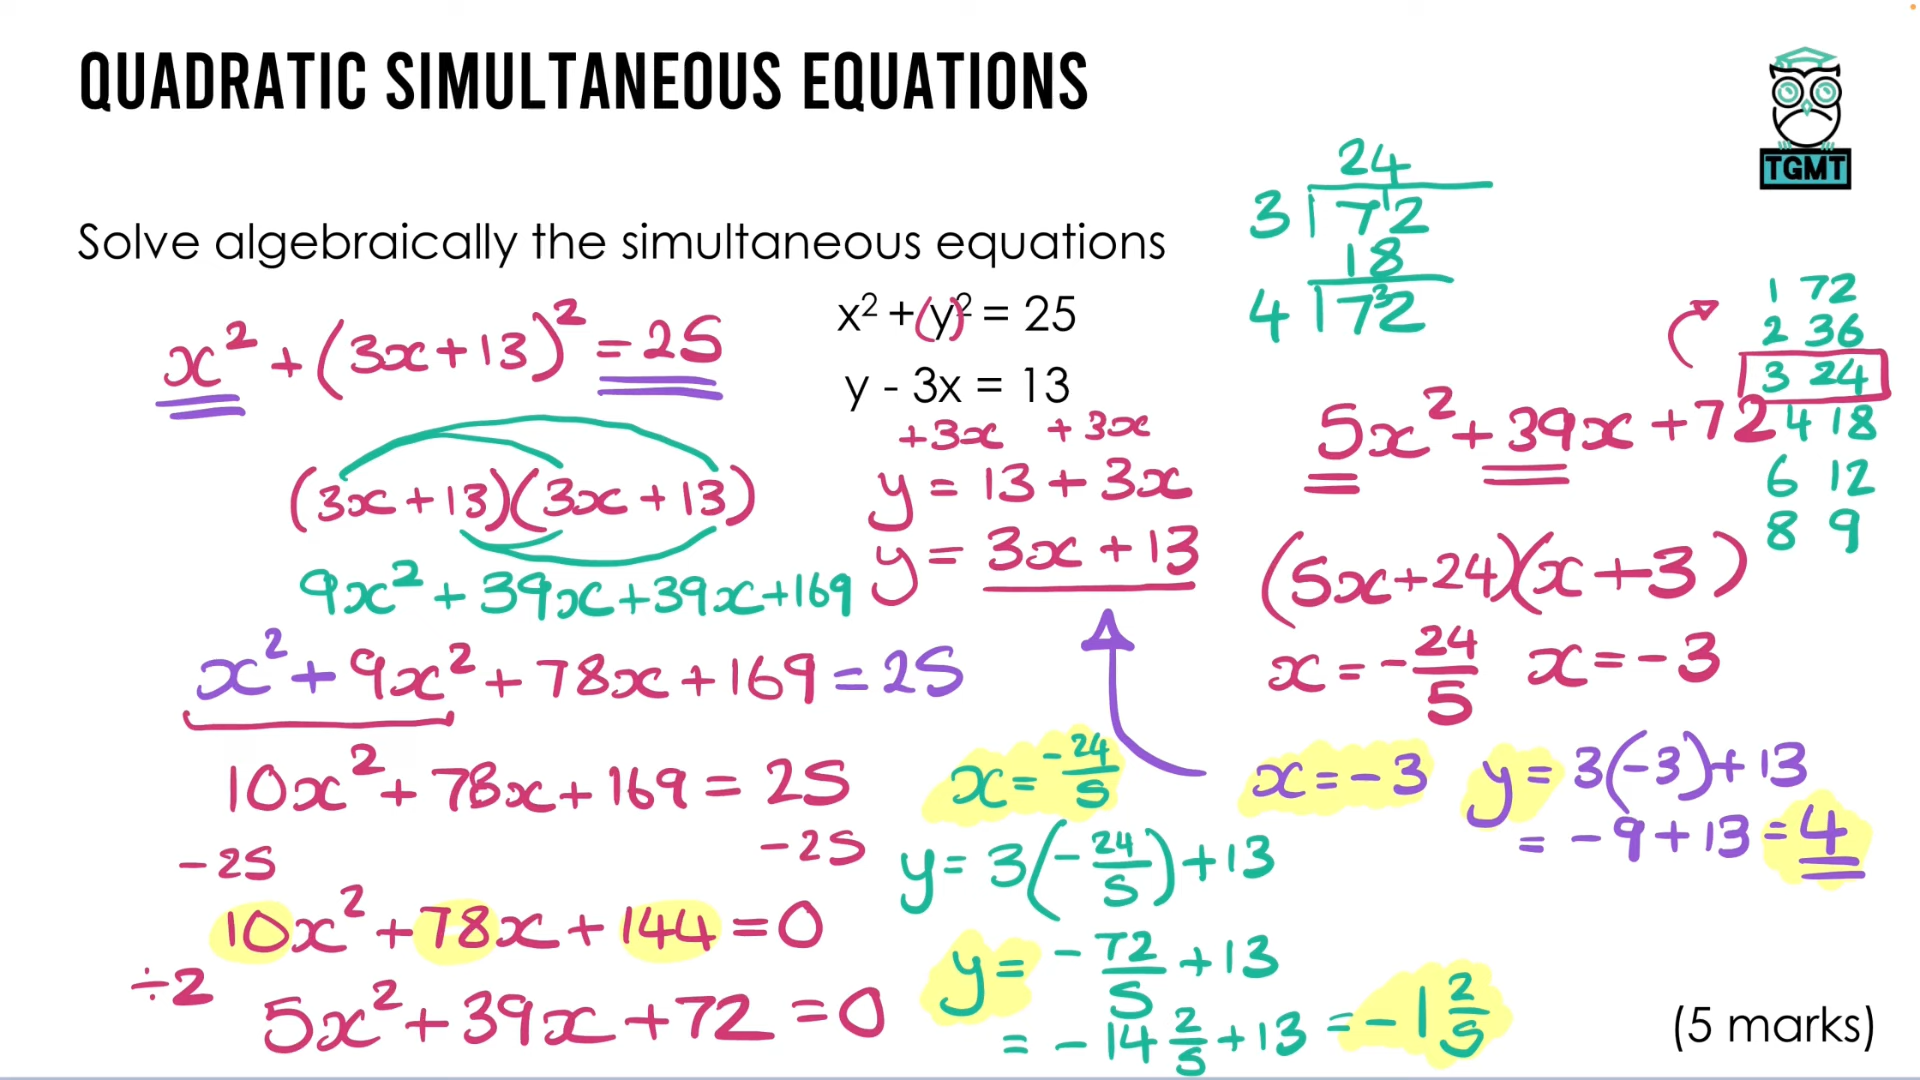 QUADRATIC SIMULTANEOUS EQUATIONS
TGMT
Solve algebraically the simultaneous equations
x² + (y)² = 25
y - 3x = 13
+3x +3x
y = 13 + 3x
y = 3x + 13
x² + (3x+13)² = 25
(3x+13)(3x+13)
9x² + 39x + 39x + 169
x² + 9x² + 78x + 169 = 25
10x² + 78x + 169 = 25
-25 -25
10x² + 78x + 144 = 0
÷2
5x² + 39x + 72 = 0
24
3 7¹2
18
4 7³2
1 72
2 36
3 24
4 18
6 12
8 9
5x² + 39x + 72
(5x+24)(x+3)
x = -24/5 x = -3
x = -24/5
y = 3(-24/5) + 13
y = -72/5 + 13
= -14 2/5 + 13 = -1 2/5
x = -3 y = 3(-3) + 13
= -9 + 13 = 4
(5 marks)